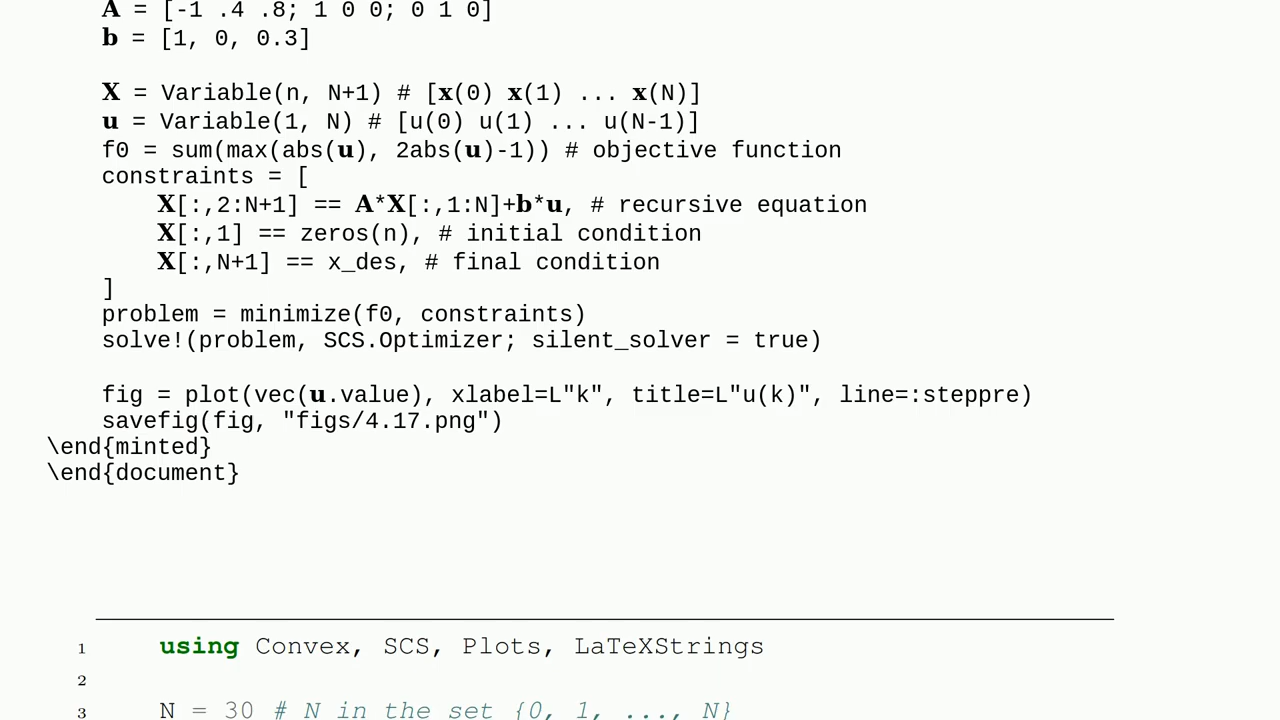 𝐀 = [-1 .4 .8; 1 0 0; 0 1 0]
𝐛 = [1, 0, 0.3]
𝐗 = Variable(n, N+1) # [𝐱(0) 𝐱(1) ... 𝐱(N)]
𝐮 = Variable(1, N) # [u(0) u(1) ... u(N-1)]
f0 = sum(max(abs(𝐮), 2abs(𝐮)-1)) # objective function
constraints = [
𝐗[:,2:N+1] == 𝐀*𝐗[:,1:N]+𝐛*𝐮, # recursive equation
𝐗[:,1] == zeros(n), # initial condition
𝐗[:,N+1] == x_des, # final condition
]
problem = minimize(f0, constraints)
solve!(problem, SCS.Optimizer; silent_solver = true)
fig = plot(vec(𝐮.value), xlabel=L"k", title=L"u(k)", line=:steppre)
savefig(fig, "figs/4.17.png")
\end{minted}
\end{document}
1 using Convex, SCS, Plots, LaTeXStrings
2
3 N = 30 # N in the set {0, 1, ..., N}